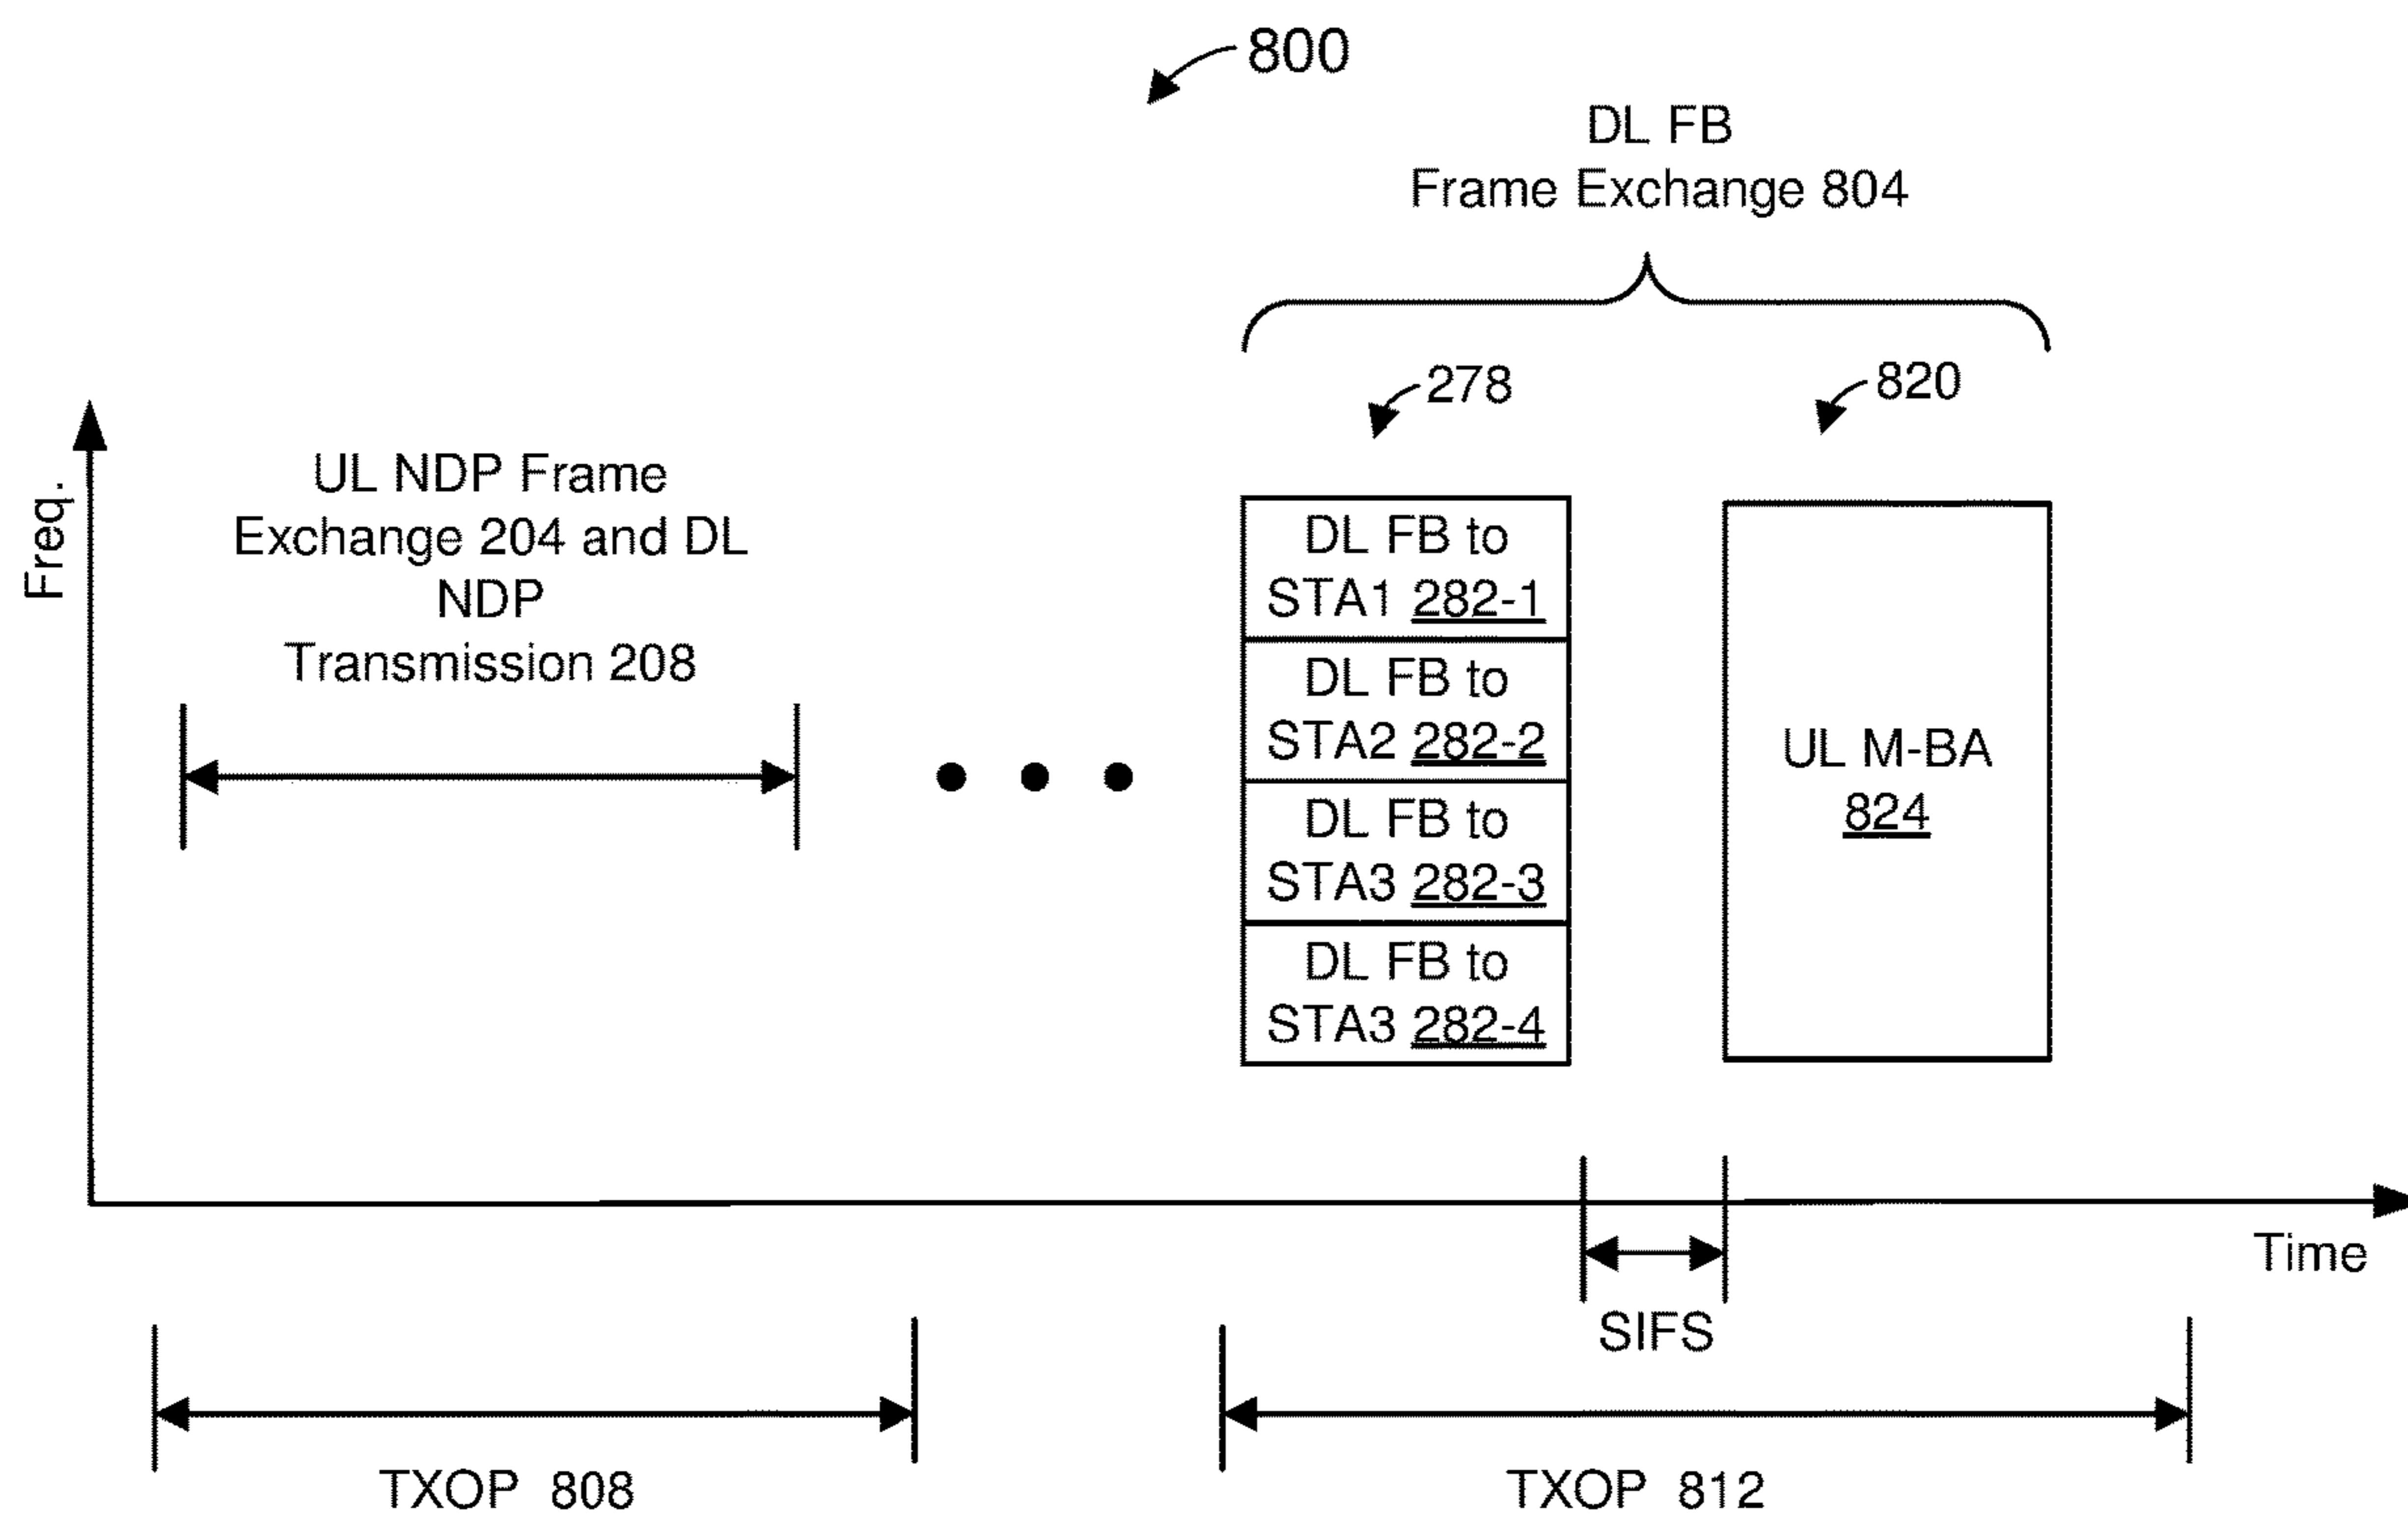 800
DL FB
Frame Exchange 804
278
820
Freq.
UL NDP Frame
Exchange 204 and DL
NDP
Transmission 208
DL FB to
STA1 282-1
DL FB to
STA2 282-2
DL FB to
STA3 282-3
DL FB to
STA3 282-4
UL M-BA
824
Time
SIFS
TXOP 808
TXOP 812